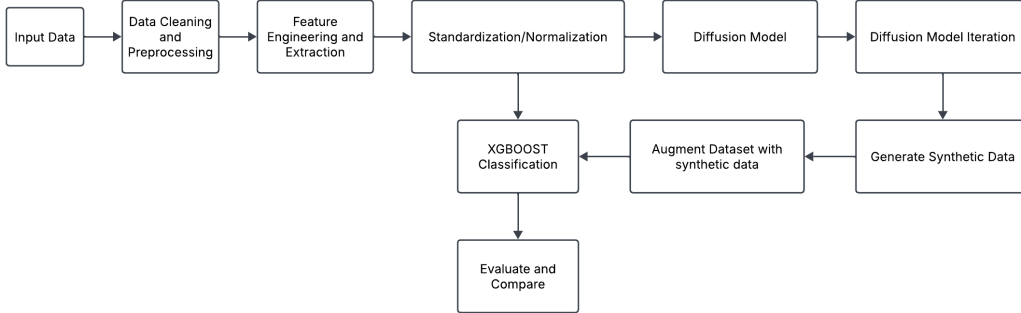 Input Data
Data Cleaning
and
Preprocessing
Feature
Engineering and
Extraction
Standardization/Normalization
Diffusion Model
Diffusion Model Iteration
XGBOOST
Classification
Augment Dataset with
synthetic data
Generate Synthetic Data
Evaluate and
Compare